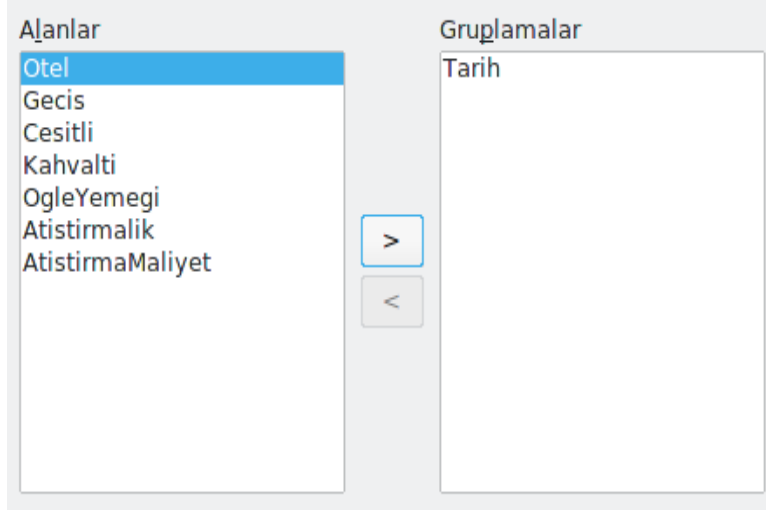 Alanlar
Otel
Gecis
Cesitli
Kahvalti
OgleYemegi
Atistirmalik
AtistirmaMaliyet
>
<
Gruplamalar
Tarih